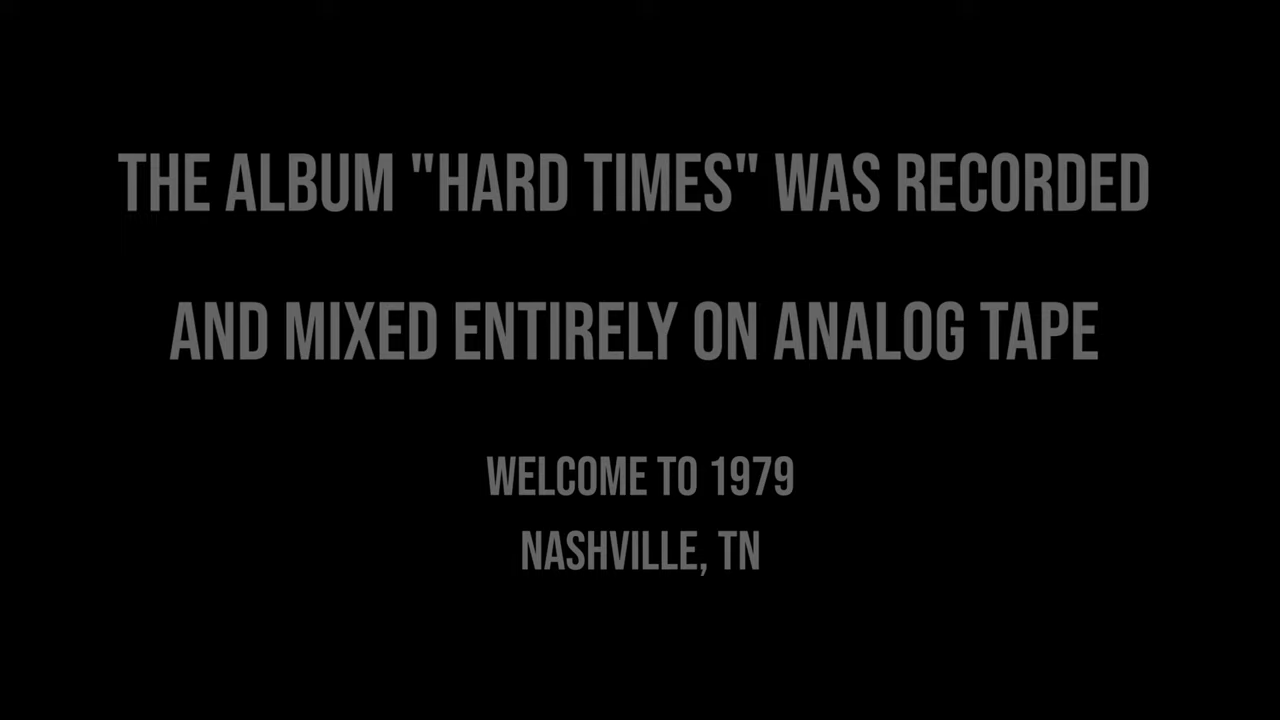 THE ALBUM "HARD TIMES" WAS RECORDED
AND MIXED ENTIRELY ON ANALOG TAPE
WELCOME TO 1979
NASHVILLE, TN